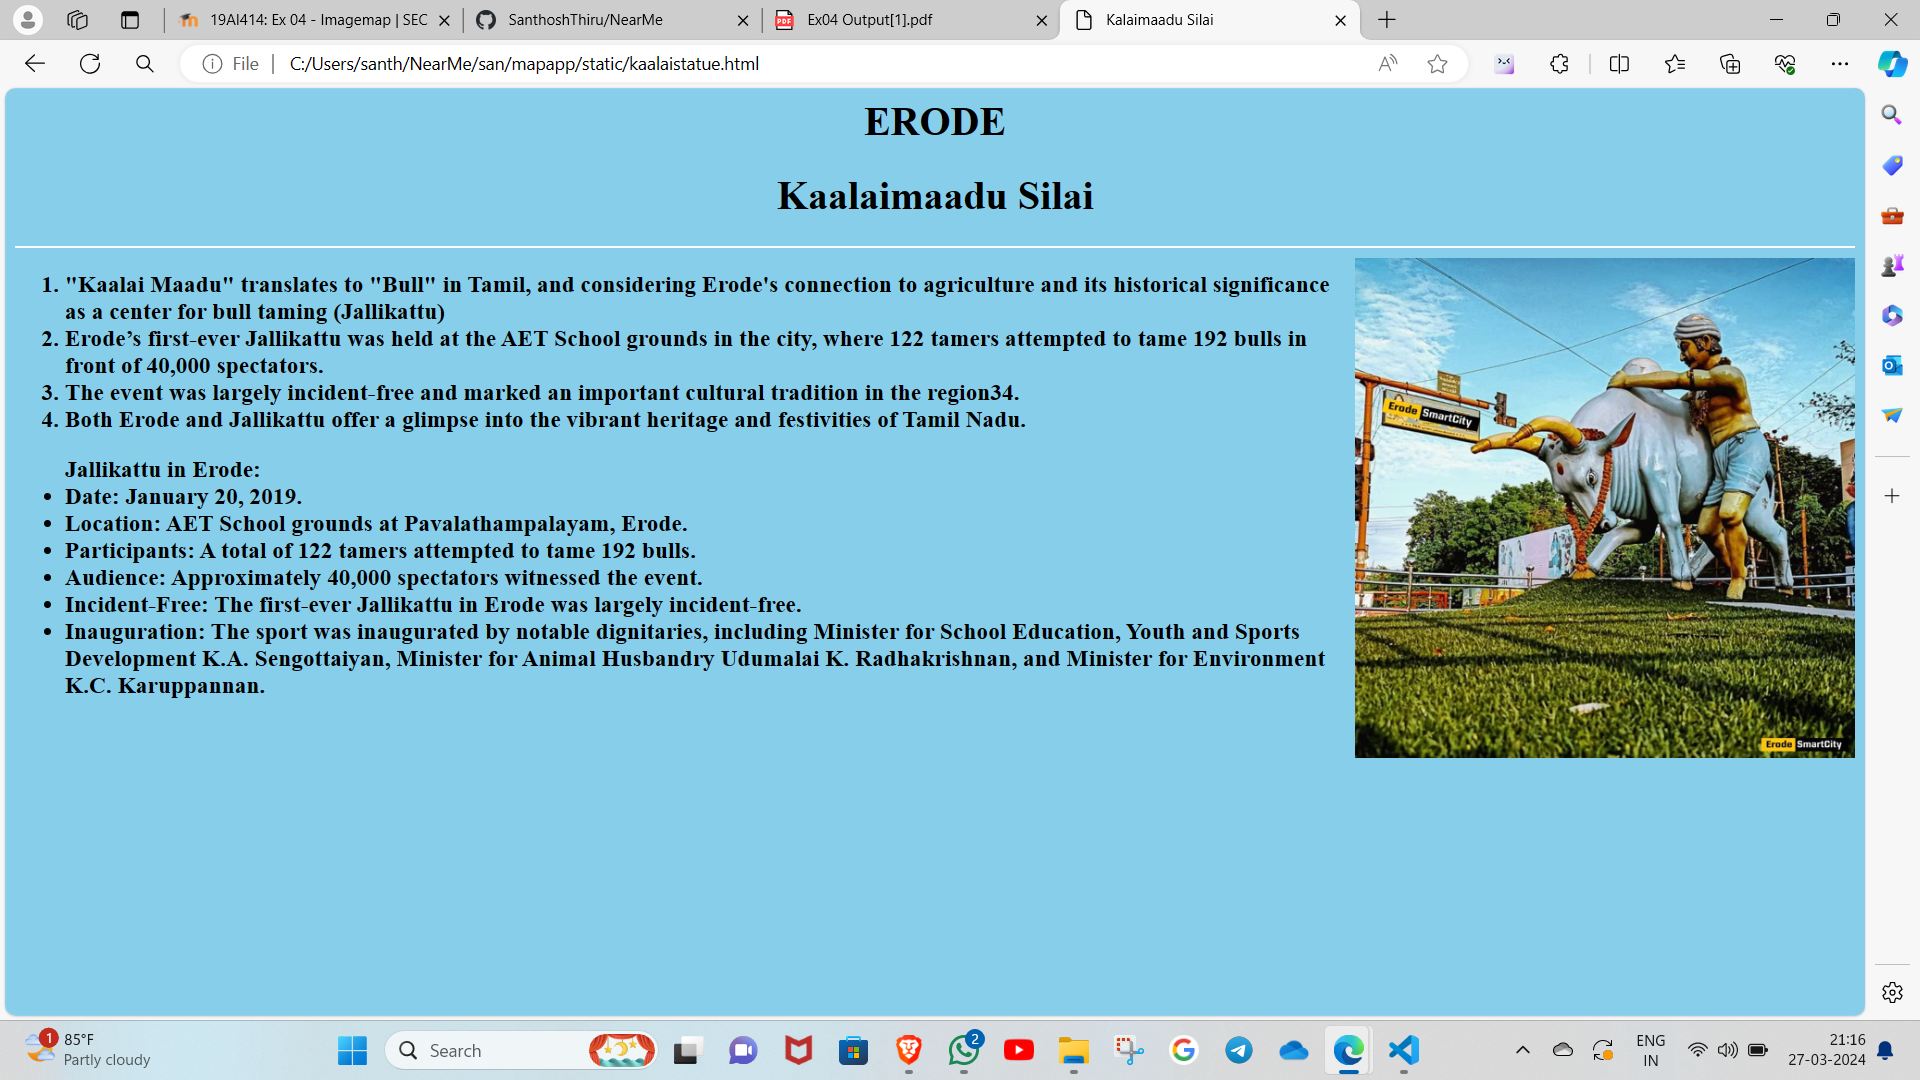 19AI414: Ex 04 - Imagemap | SEC
SanthoshThiru/NearMe
PDF
Ex04 Output[1].pdf
Kalaimaadu Silai
File
C:/Users/santh/NearMe/san/mapapp/static/kaalaistatue.html
ERODE
Kaalaimaadu Silai
1. "Kaalai Maadu" translates to "Bull" in Tamil, and considering Erode's connection to agriculture and its historical significance
as a center for bull taming (Jallikattu)
2. Erode’s first-ever Jallikattu was held at the AET School grounds in the city, where 122 tamers attempted to tame 192 bulls in
front of 40,000 spectators.
3. The event was largely incident-free and marked an important cultural tradition in the region34.
4. Both Erode and Jallikattu offer a glimpse into the vibrant heritage and festivities of Tamil Nadu.
Jallikattu in Erode:
• Date: January 20, 2019.
• Location: AET School grounds at Pavalathampalayam, Erode.
• Participants: A total of 122 tamers attempted to tame 192 bulls.
• Audience: Approximately 40,000 spectators witnessed the event.
• Incident-Free: The first-ever Jallikattu in Erode was largely incident-free.
• Inauguration: The sport was inaugurated by notable dignitaries, including Minister for School Education, Youth and Sports
Development K.A. Sengottaiyan, Minister for Animal Husbandry Udumalai K. Radhakrishnan, and Minister for Environment
K.C. Karuppannan.
Erode SmartCity
Erode SmartCity
1
85°F
Partly cloudy
Search
2
ENG
IN
21:16
27-03-2024